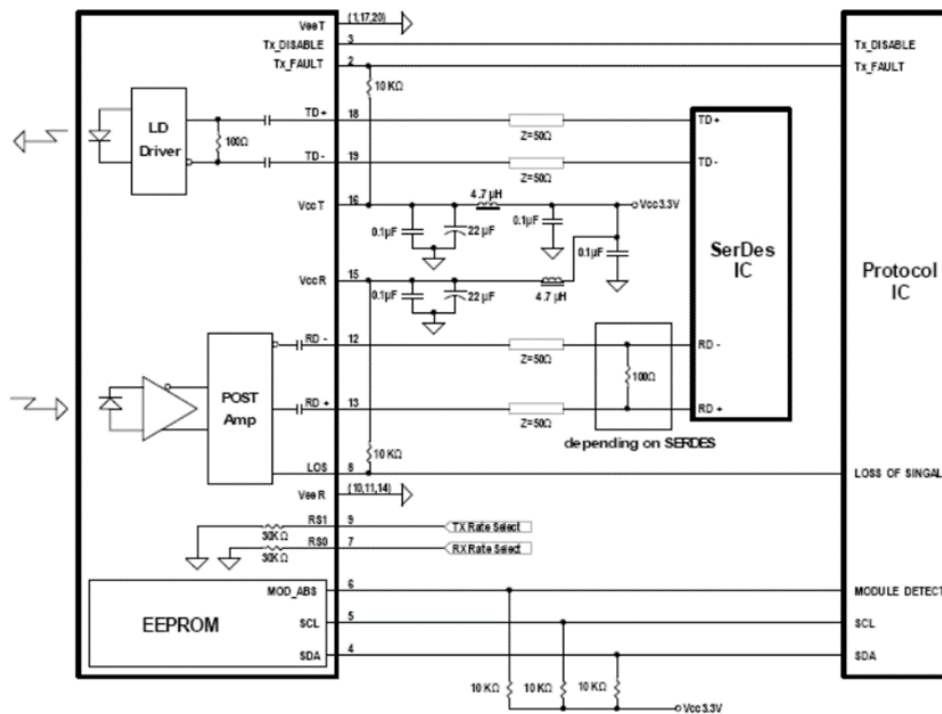 VeeT (1,17,20)
Tx_DISABLE 3 Tx_DISABLE
Tx_FAULT 2 Tx_FAULT
10 KΩ
LD Driver
100Ω
TD+ 18 TD+
Z=50Ω
TD- 19 TD-
Z=50Ω
VccT 16 4.7 μH Vcc3.3V
0.1μF 22 μF 0.1μF 0.1μF
SerDes IC
Protocol IC
VccR 15
0.1μF 22 μF 4.7 μH
RD - 12 RD -
Z=50Ω
POST Amp
100Ω
RD + 13 RD +
Z=50Ω
depending on SERDES
10 KΩ
LOS 8 LOSS OF SINGAL
VeeR (10,11,14)
RS1 9 TX Rate Select
30KΩ
RS0 7 RX Rate Select
30KΩ
MOD_ABS 6 MODULE DETECT
EEPROM
SCL 5 SCL
SDA 4 SDA
10 KΩ 10 KΩ 10 KΩ
Vcc3.3V